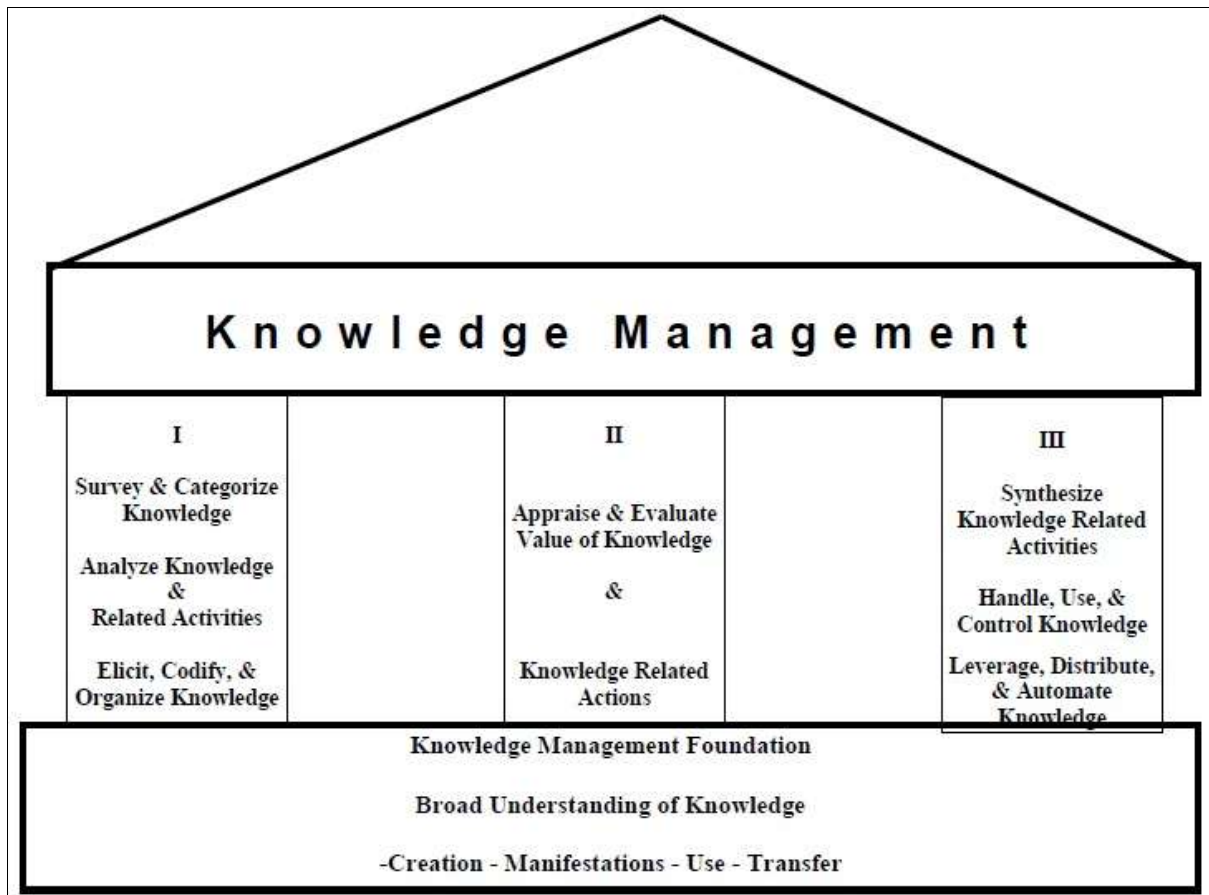 Knowledge Management
I
Survey & Categorize
Knowledge
Analyze Knowledge
&
Related Activities
Elicit, Codify, &
Organize Knowledge
II
Appraise & Evaluate
Value of Knowledge
&
Knowledge Related
Actions
III
Synthesize
Knowledge Related
Activities
Handle, Use, &
Control Knowledge
Leverage, Distribute,
& Automate
Knowledge
Knowledge Management Foundation
Broad Understanding of Knowledge
-Creation - Manifestations - Use - Transfer